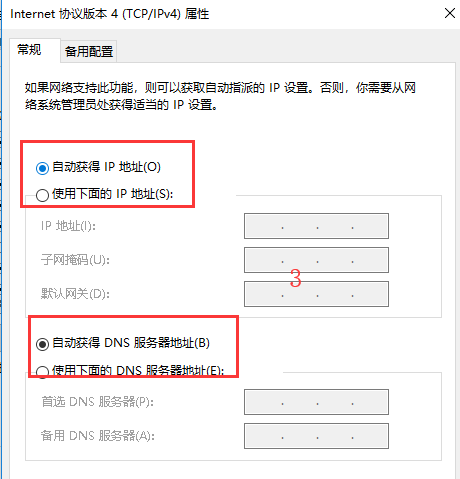 Internet 协议版本 4 (TCP/IPv4) 属性
常规 备用配置
如果网络支持此功能，则可以获取自动指派的 IP 设置。否则，你需要从网
络系统管理员处获得适当的 IP 设置。
自动获得 IP 地址(O)
使用下面的 IP 地址(S):
IP 地址(I):
子网掩码(U):
3
默认网关(D):
自动获得 DNS 服务器地址(B)
使用下面的 DNS 服务器地址(E):
首选 DNS 服务器(P):
备用 DNS 服务器(A):